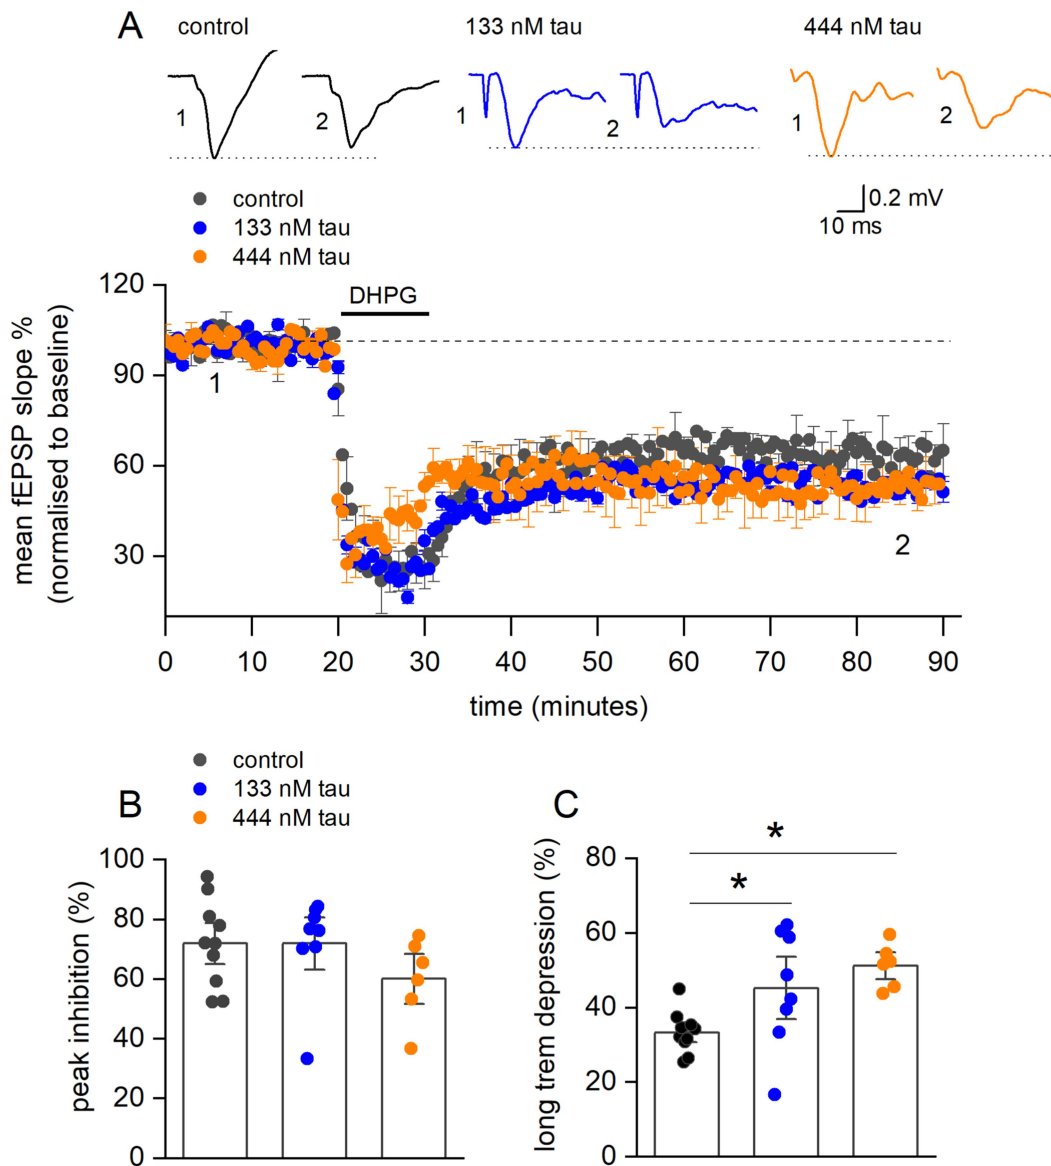 A
control
133 nM tau
444 nM tau
1
2
1
2
1
2
0.2 mV
10 ms
control
133 nM tau
444 nM tau
mean fEPSP slope %
(normalised to baseline)
120
90
60
30
DHPG
1
2
0 10 20 30 40 50 60 70 80 90
time (minutes)
control
133 nM tau
444 nM tau
B
peak inhibition (%)
100
80
60
40
20
0
C
long trem depression (%)
80
60
40
20
0
*
*